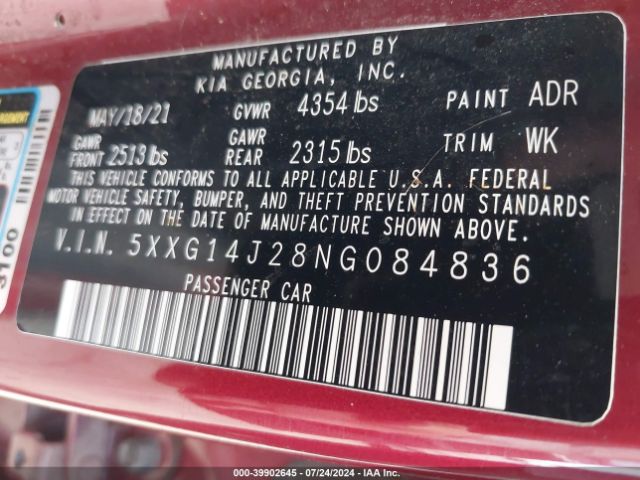 MANUFACTURED BY
KIA GEORGIA, INC.
MAY/18/21 GVWR 4354 lbs PAINT ADR
GAWR FRONT 2513 lbs GAWR REAR 2315 lbs TRIM WK
THIS VEHICLE CONFORMS TO ALL APPLICABLE U.S.A. FEDERAL
MOTOR VEHICLE SAFETY, BUMPER, AND THEFT PREVENTION STANDARDS
IN EFFECT ON THE DATE OF MANUFACTURE SHOWN ABOVE.
V.I.N. 5XXG14J28NG084836
PASSENGER CAR
3100
000-39902645 / 07/24/2024 - IAA Inc.